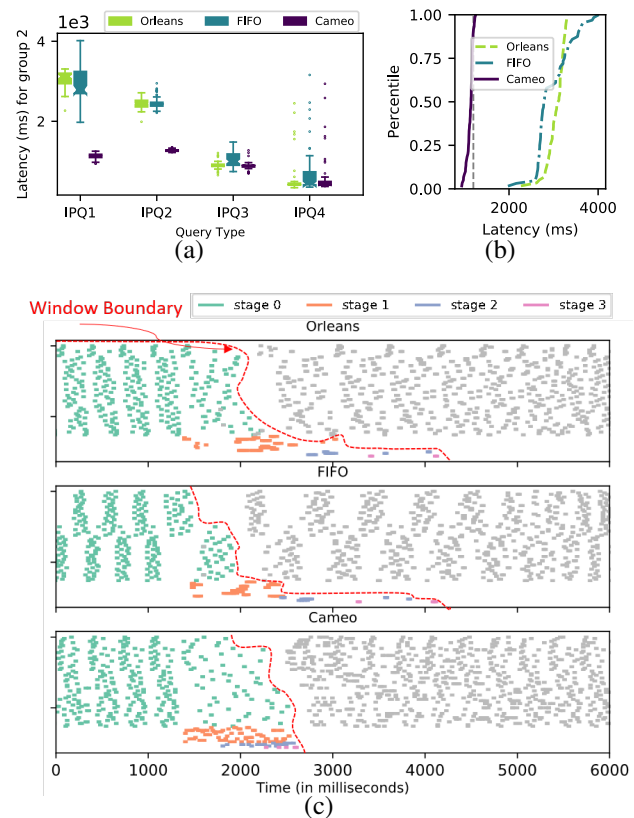 1e3
Orleans
FIFO
Cameo
Latency (ms) for group 2
4
2
IPQ1
IPQ2
IPQ3
IPQ4
Query Type
(a)
Percentile
1.00
0.75
0.50
0.25
0.00
Orleans
FIFO
Cameo
2000
4000
Latency (ms)
(b)
Window Boundary
stage 0
stage 1
stage 2
stage 3
Orleans
FIFO
Cameo
0
1000
2000
3000
4000
5000
6000
Time (in milliseconds)
(c)